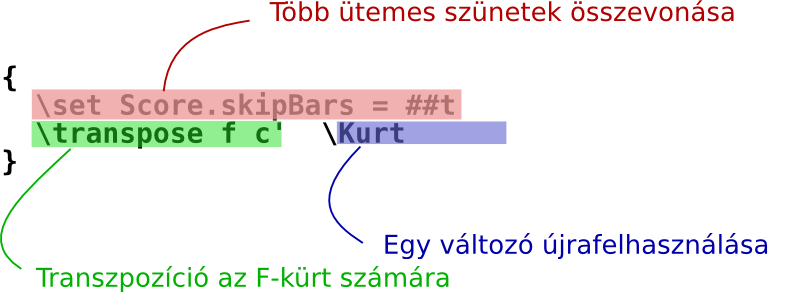 Több ütemes szünetek összevonása
{
\set Score.skipBars = ##t
\transpose f c' \Kurt
}
Egy változó újrafelhasználása
Transzpozíció az F-kürt számára